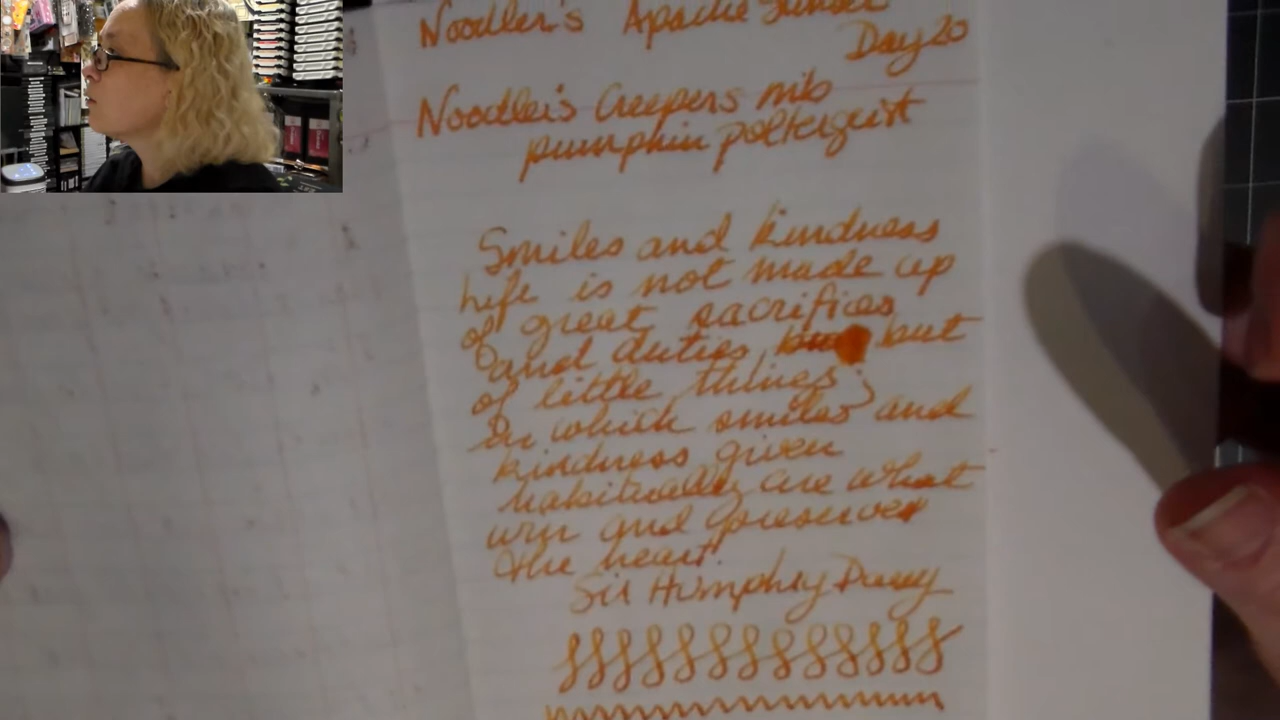 Noodler's Apache Sunset
Day 20
Noodler's Creepers nib
pumpkin poltergeist
Smiles and kindness
Life is not made up
of great sacrifices
and duties, but
of little things;
in which smiles and
kindness given
habitually are what
win and preserves
the heart.
Sir Humphry Davy